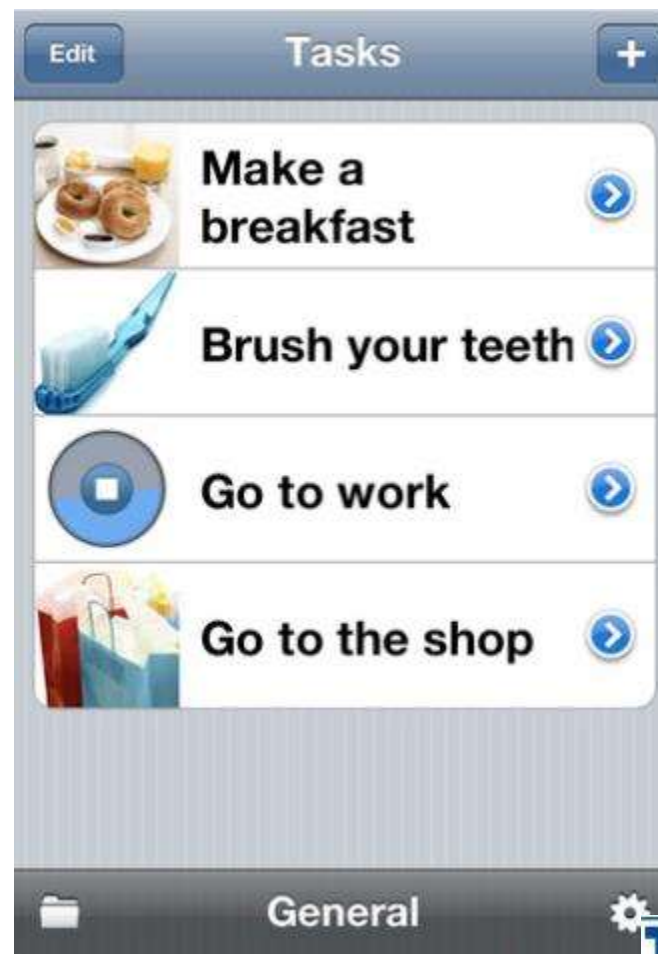 Edit
Tasks
+
Make a
breakfast
Brush your teeth
Go to work
Go to the shop
General